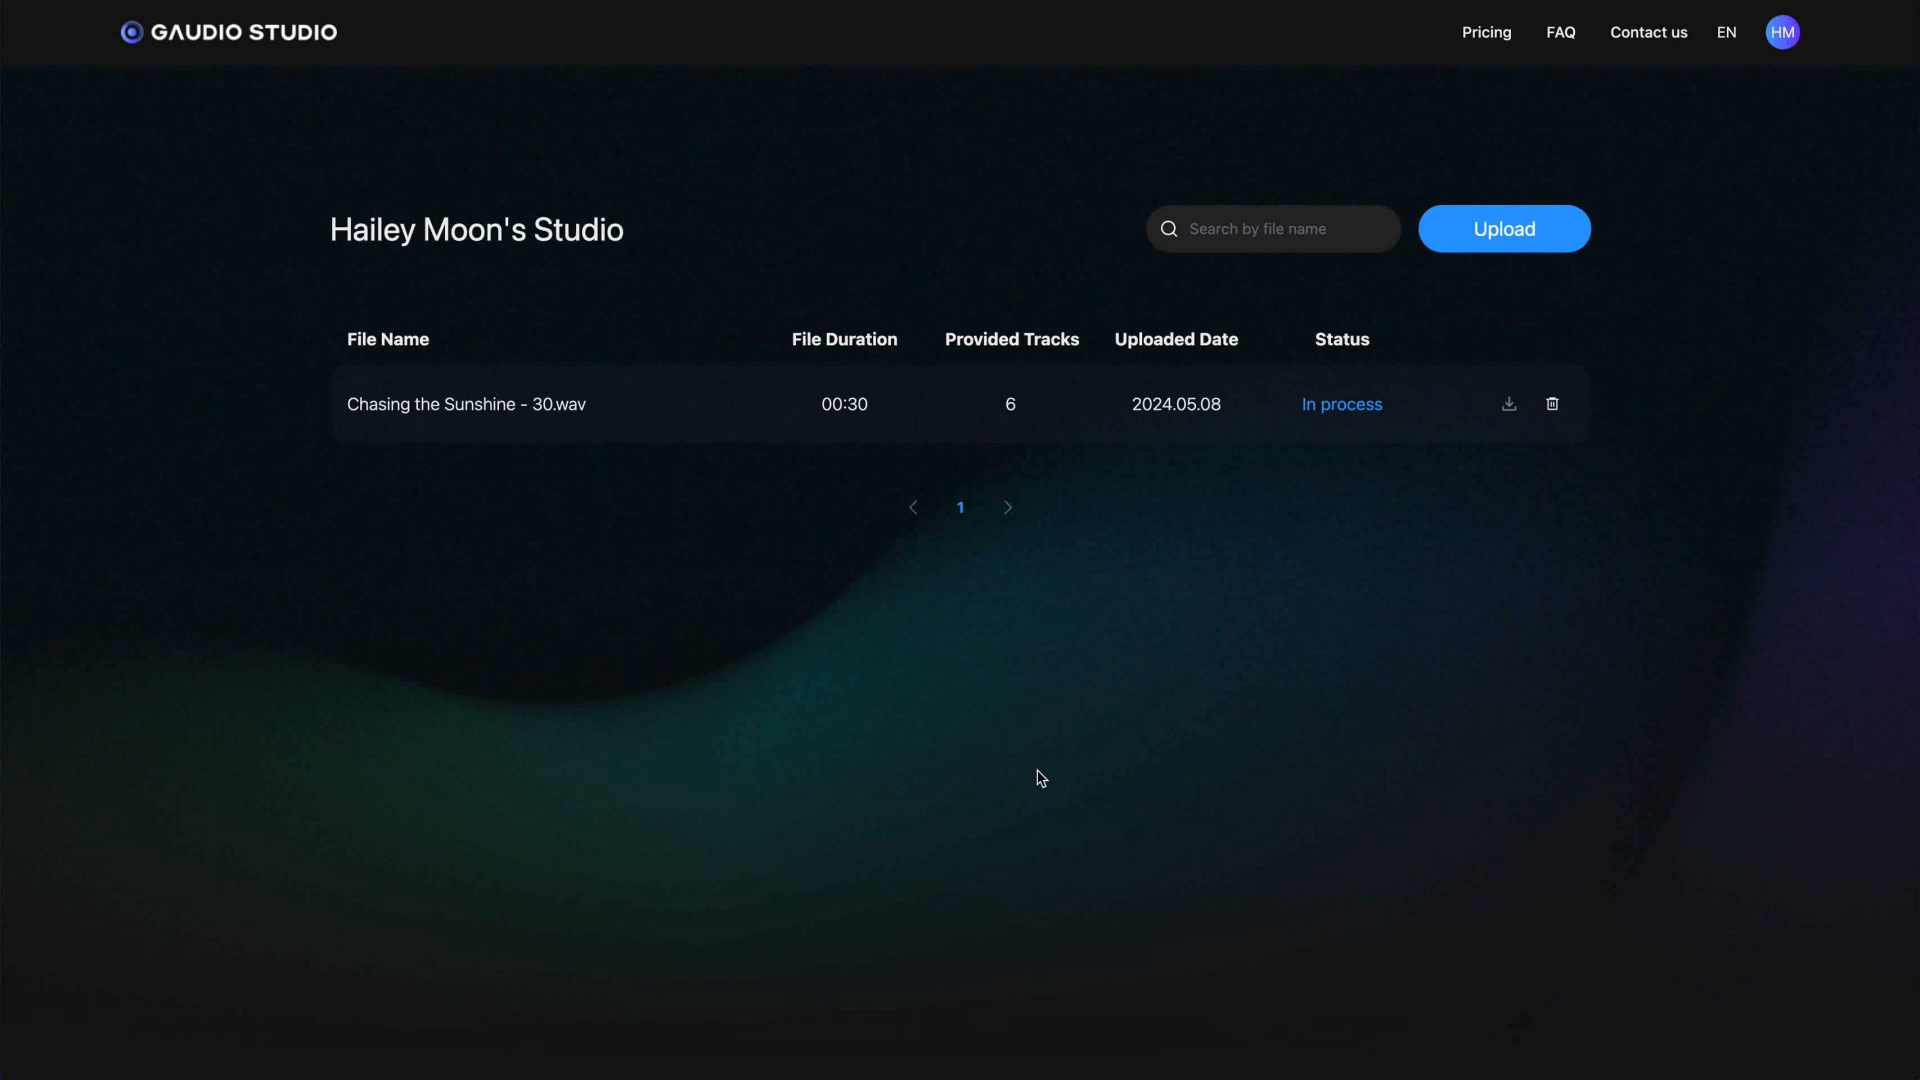 GAUDIO STUDIO
Pricing FAQ Contact us EN HM
Hailey Moon's Studio
Search by file name
Upload
File Name File Duration Provided Tracks Uploaded Date Status
Chasing the Sunshine - 30.wav 00:30 6 2024.05.08 In process
1